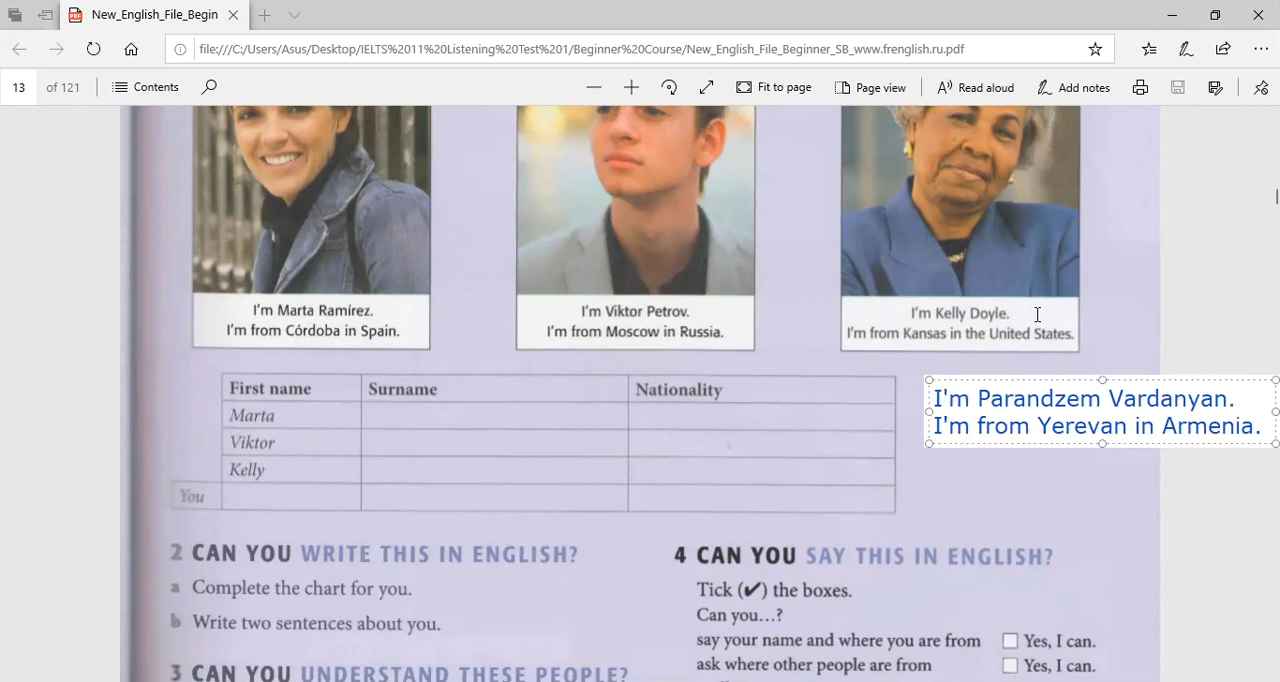 New_English_File_Begin
file:///C:/Users/Asus/Desktop/IELTS%2011%20Listening%20Test%201/Beginner%20Course/New_English_File_Beginner_SB_www.frenglish.ru.pdf
13 of 121 Contents Fit to page Page view Read aloud Add notes
I'm Marta Ramírez.
I'm from Córdoba in Spain.
I'm Viktor Petrov.
I'm from Moscow in Russia.
I'm Kelly Doyle.
I'm from Kansas in the United States.
First name Surname Nationality
Marta
Viktor
Kelly
You
I'm Parandzem Vardanyan.
I'm from Yerevan in Armenia.
2 CAN YOU WRITE THIS IN ENGLISH?
a Complete the chart for you.
b Write two sentences about you.
3 CAN YOU UNDERSTAND THESE PEOPLE?
4 CAN YOU SAY THIS IN ENGLISH?
Tick (✔) the boxes.
Can you…?
say your name and where you are from Yes, I can.
ask where other people are from Yes, I can.